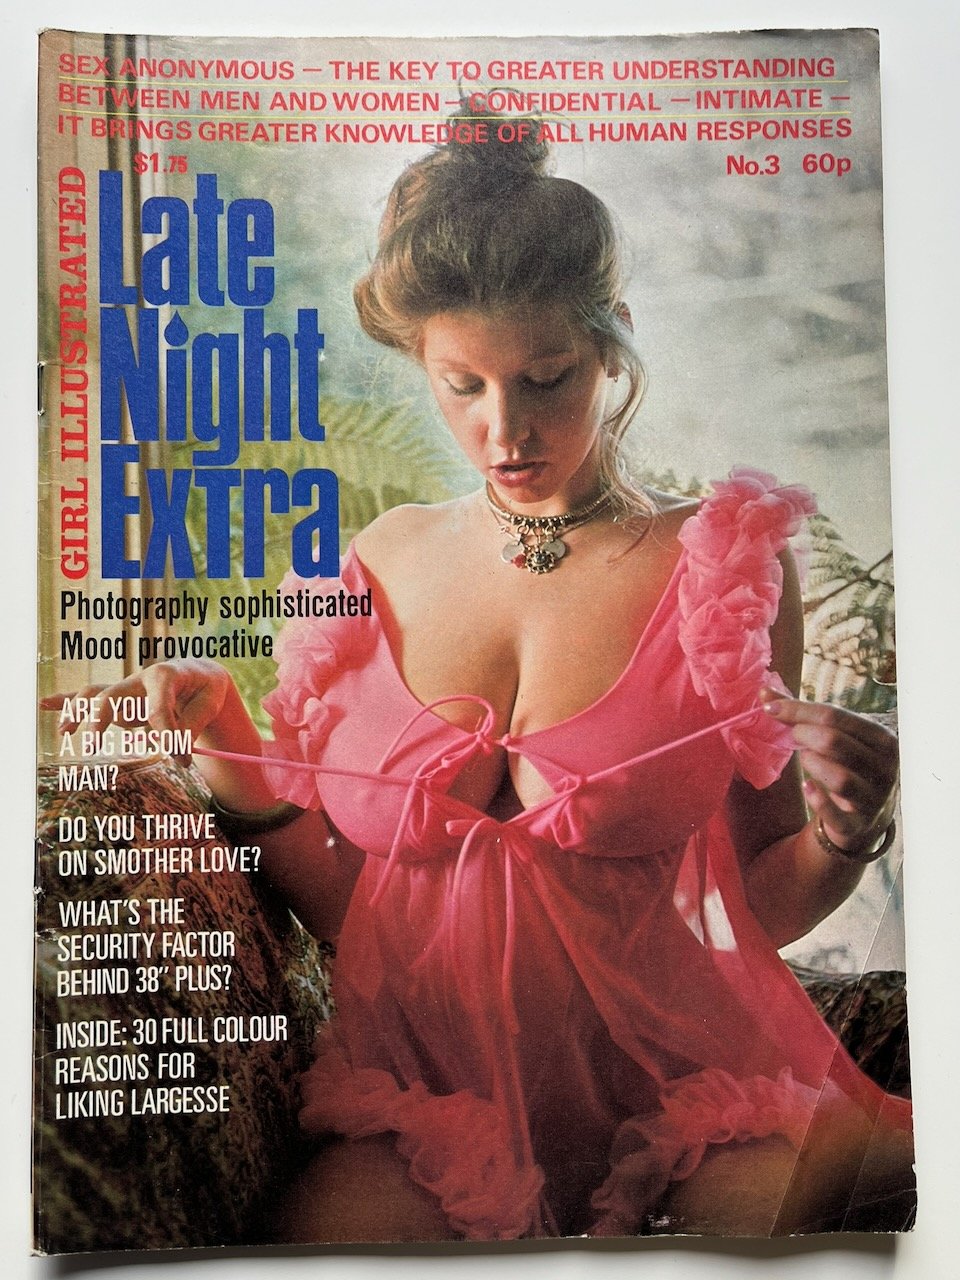 SEX ANONYMOUS — THE KEY TO GREATER UNDERSTANDING
BETWEEN MEN AND WOMEN — CONFIDENTIAL — INTIMATE —
IT BRINGS GREATER KNOWLEDGE OF ALL HUMAN RESPONSES
$1.75
No.3 60p
GIRL ILLUSTRATED
Late
Night
Extra
Photography sophisticated
Mood provocative
ARE YOU
A BIG BOSOM
MAN?
DO YOU THRIVE
ON SMOTHER LOVE?
WHAT'S THE
SECURITY FACTOR
BEHIND 38" PLUS?
INSIDE: 30 FULL COLOUR
REASONS FOR
LIKING LARGESSE